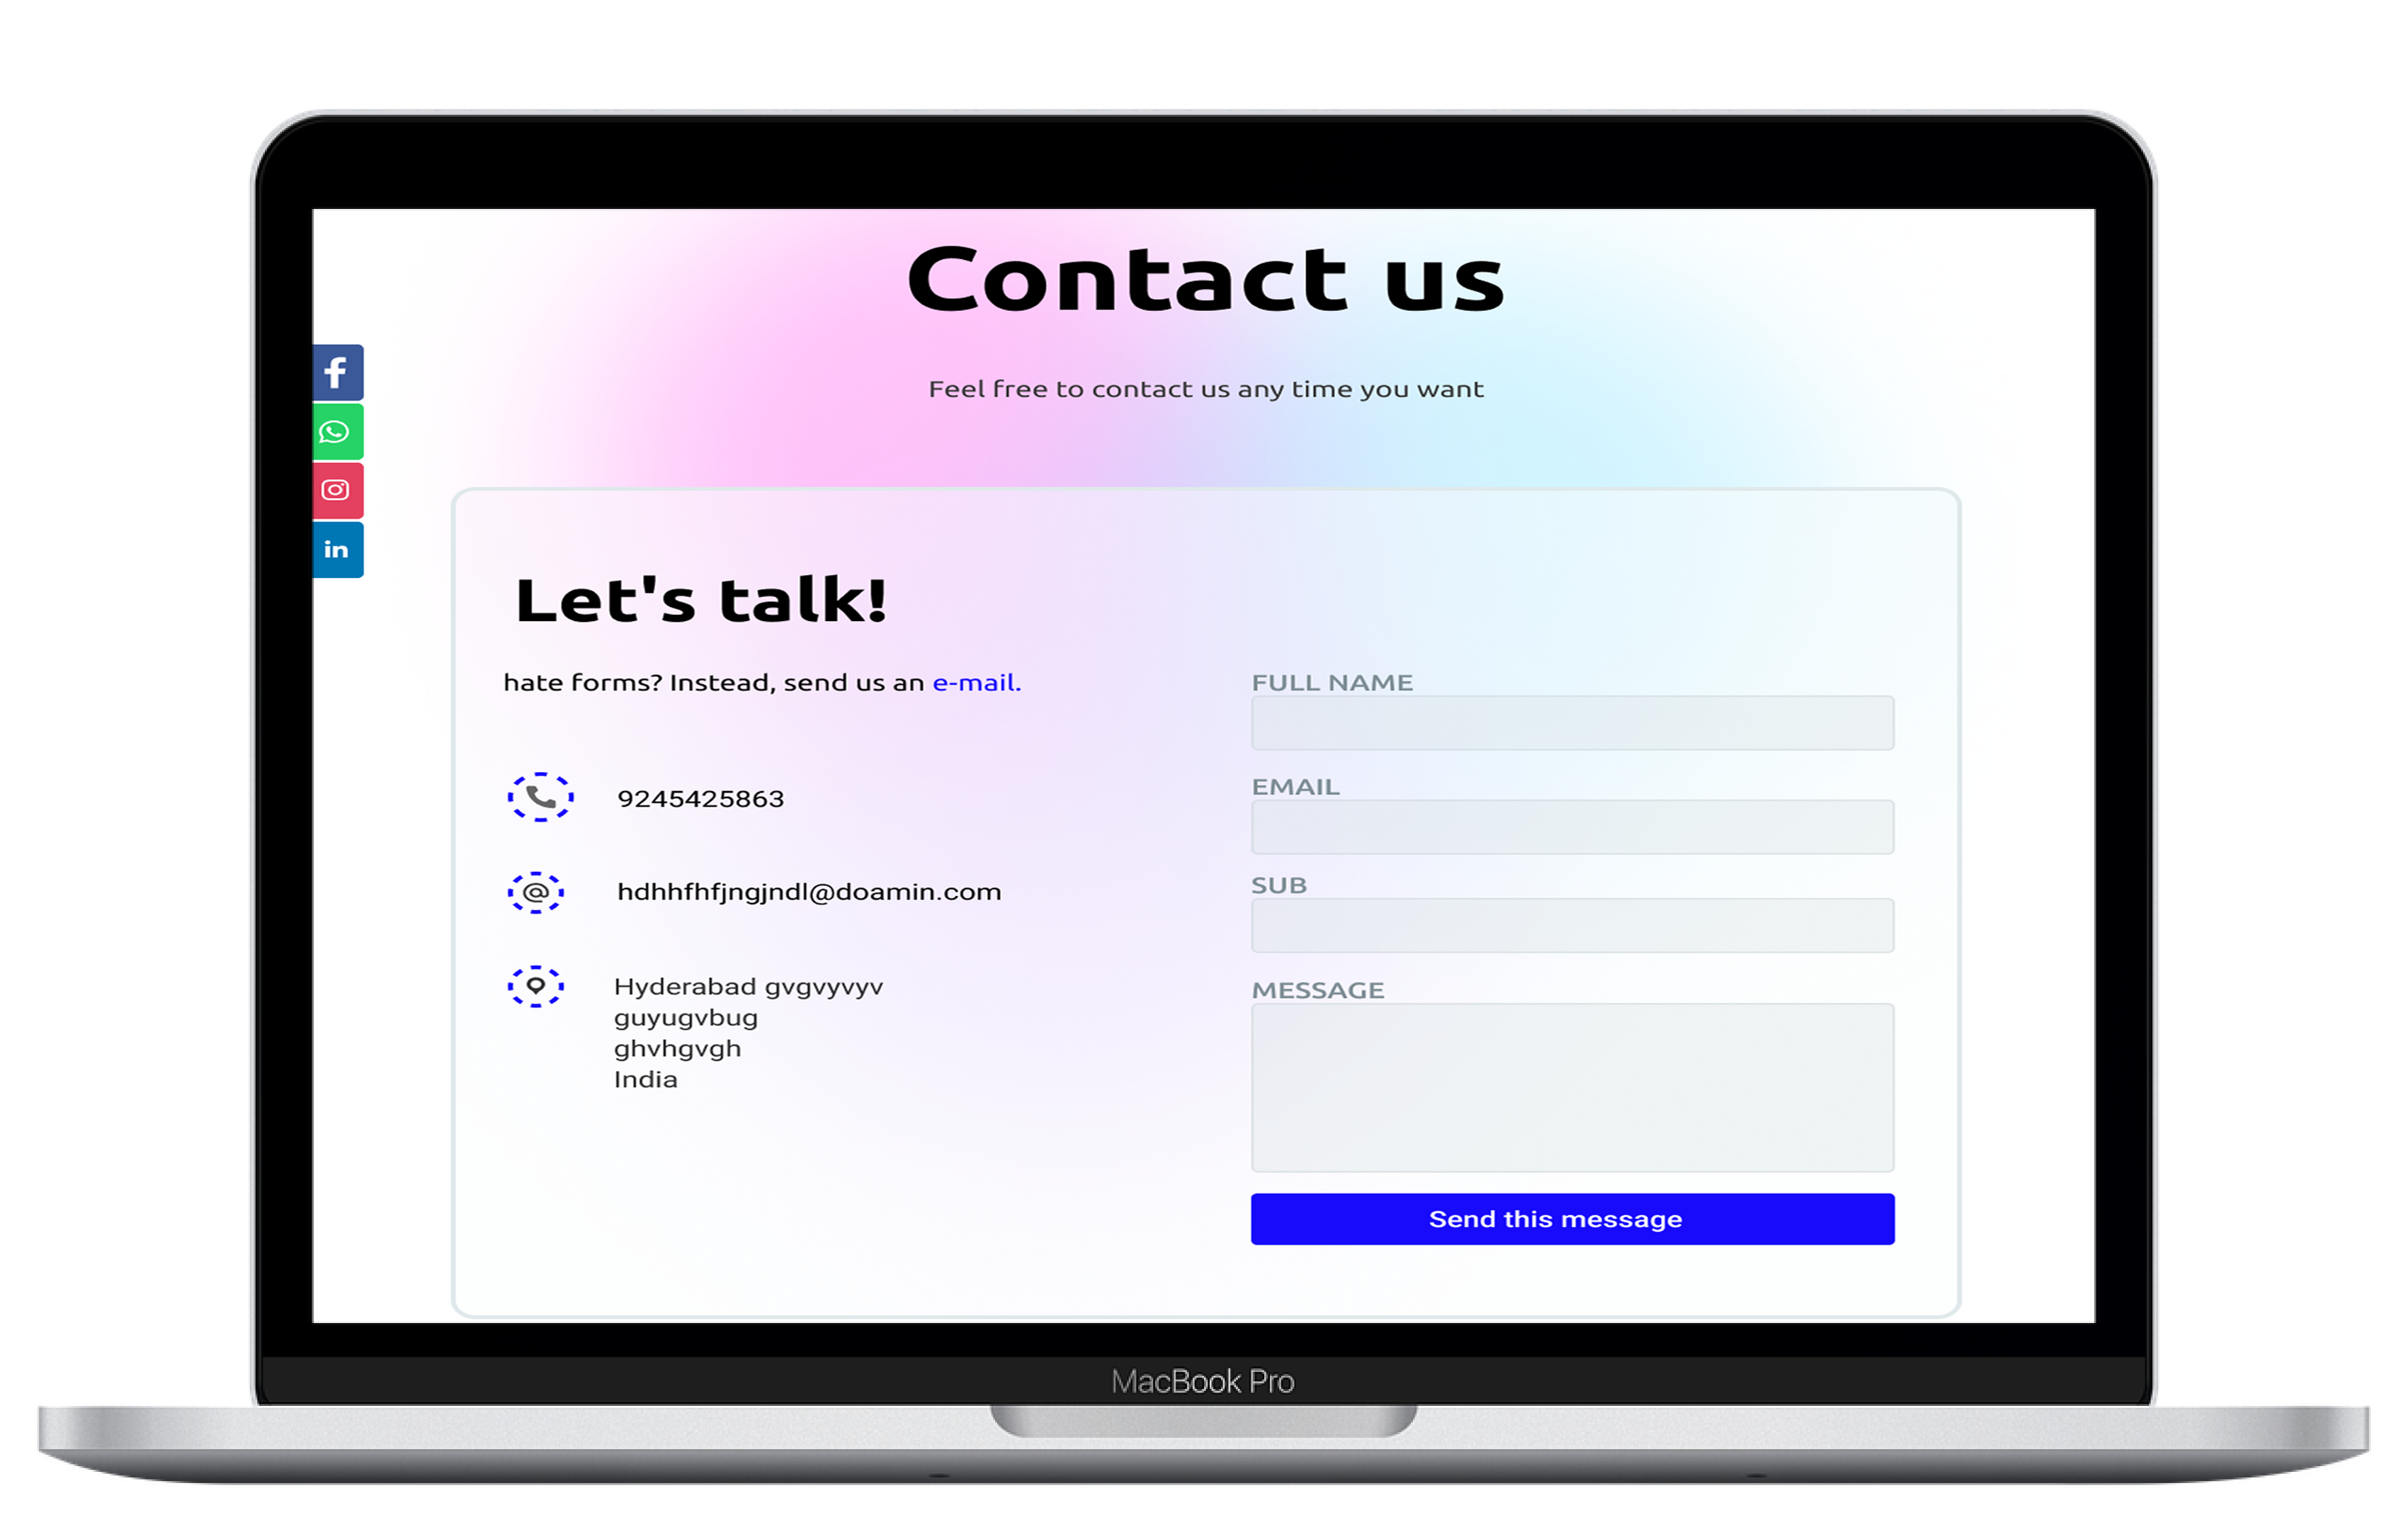 Contact us
Feel free to contact us any time you want
f
in
Let's talk!
hate forms? Instead, send us an e-mail.
9245425863
@
hdhhfhfjngjndl@doamin.com
Hyderabad gvgvyvyv
guyugvbug
ghvhgvgh
India
FULL NAME
EMAIL
SUB
MESSAGE
Send this message
MacBook Pro